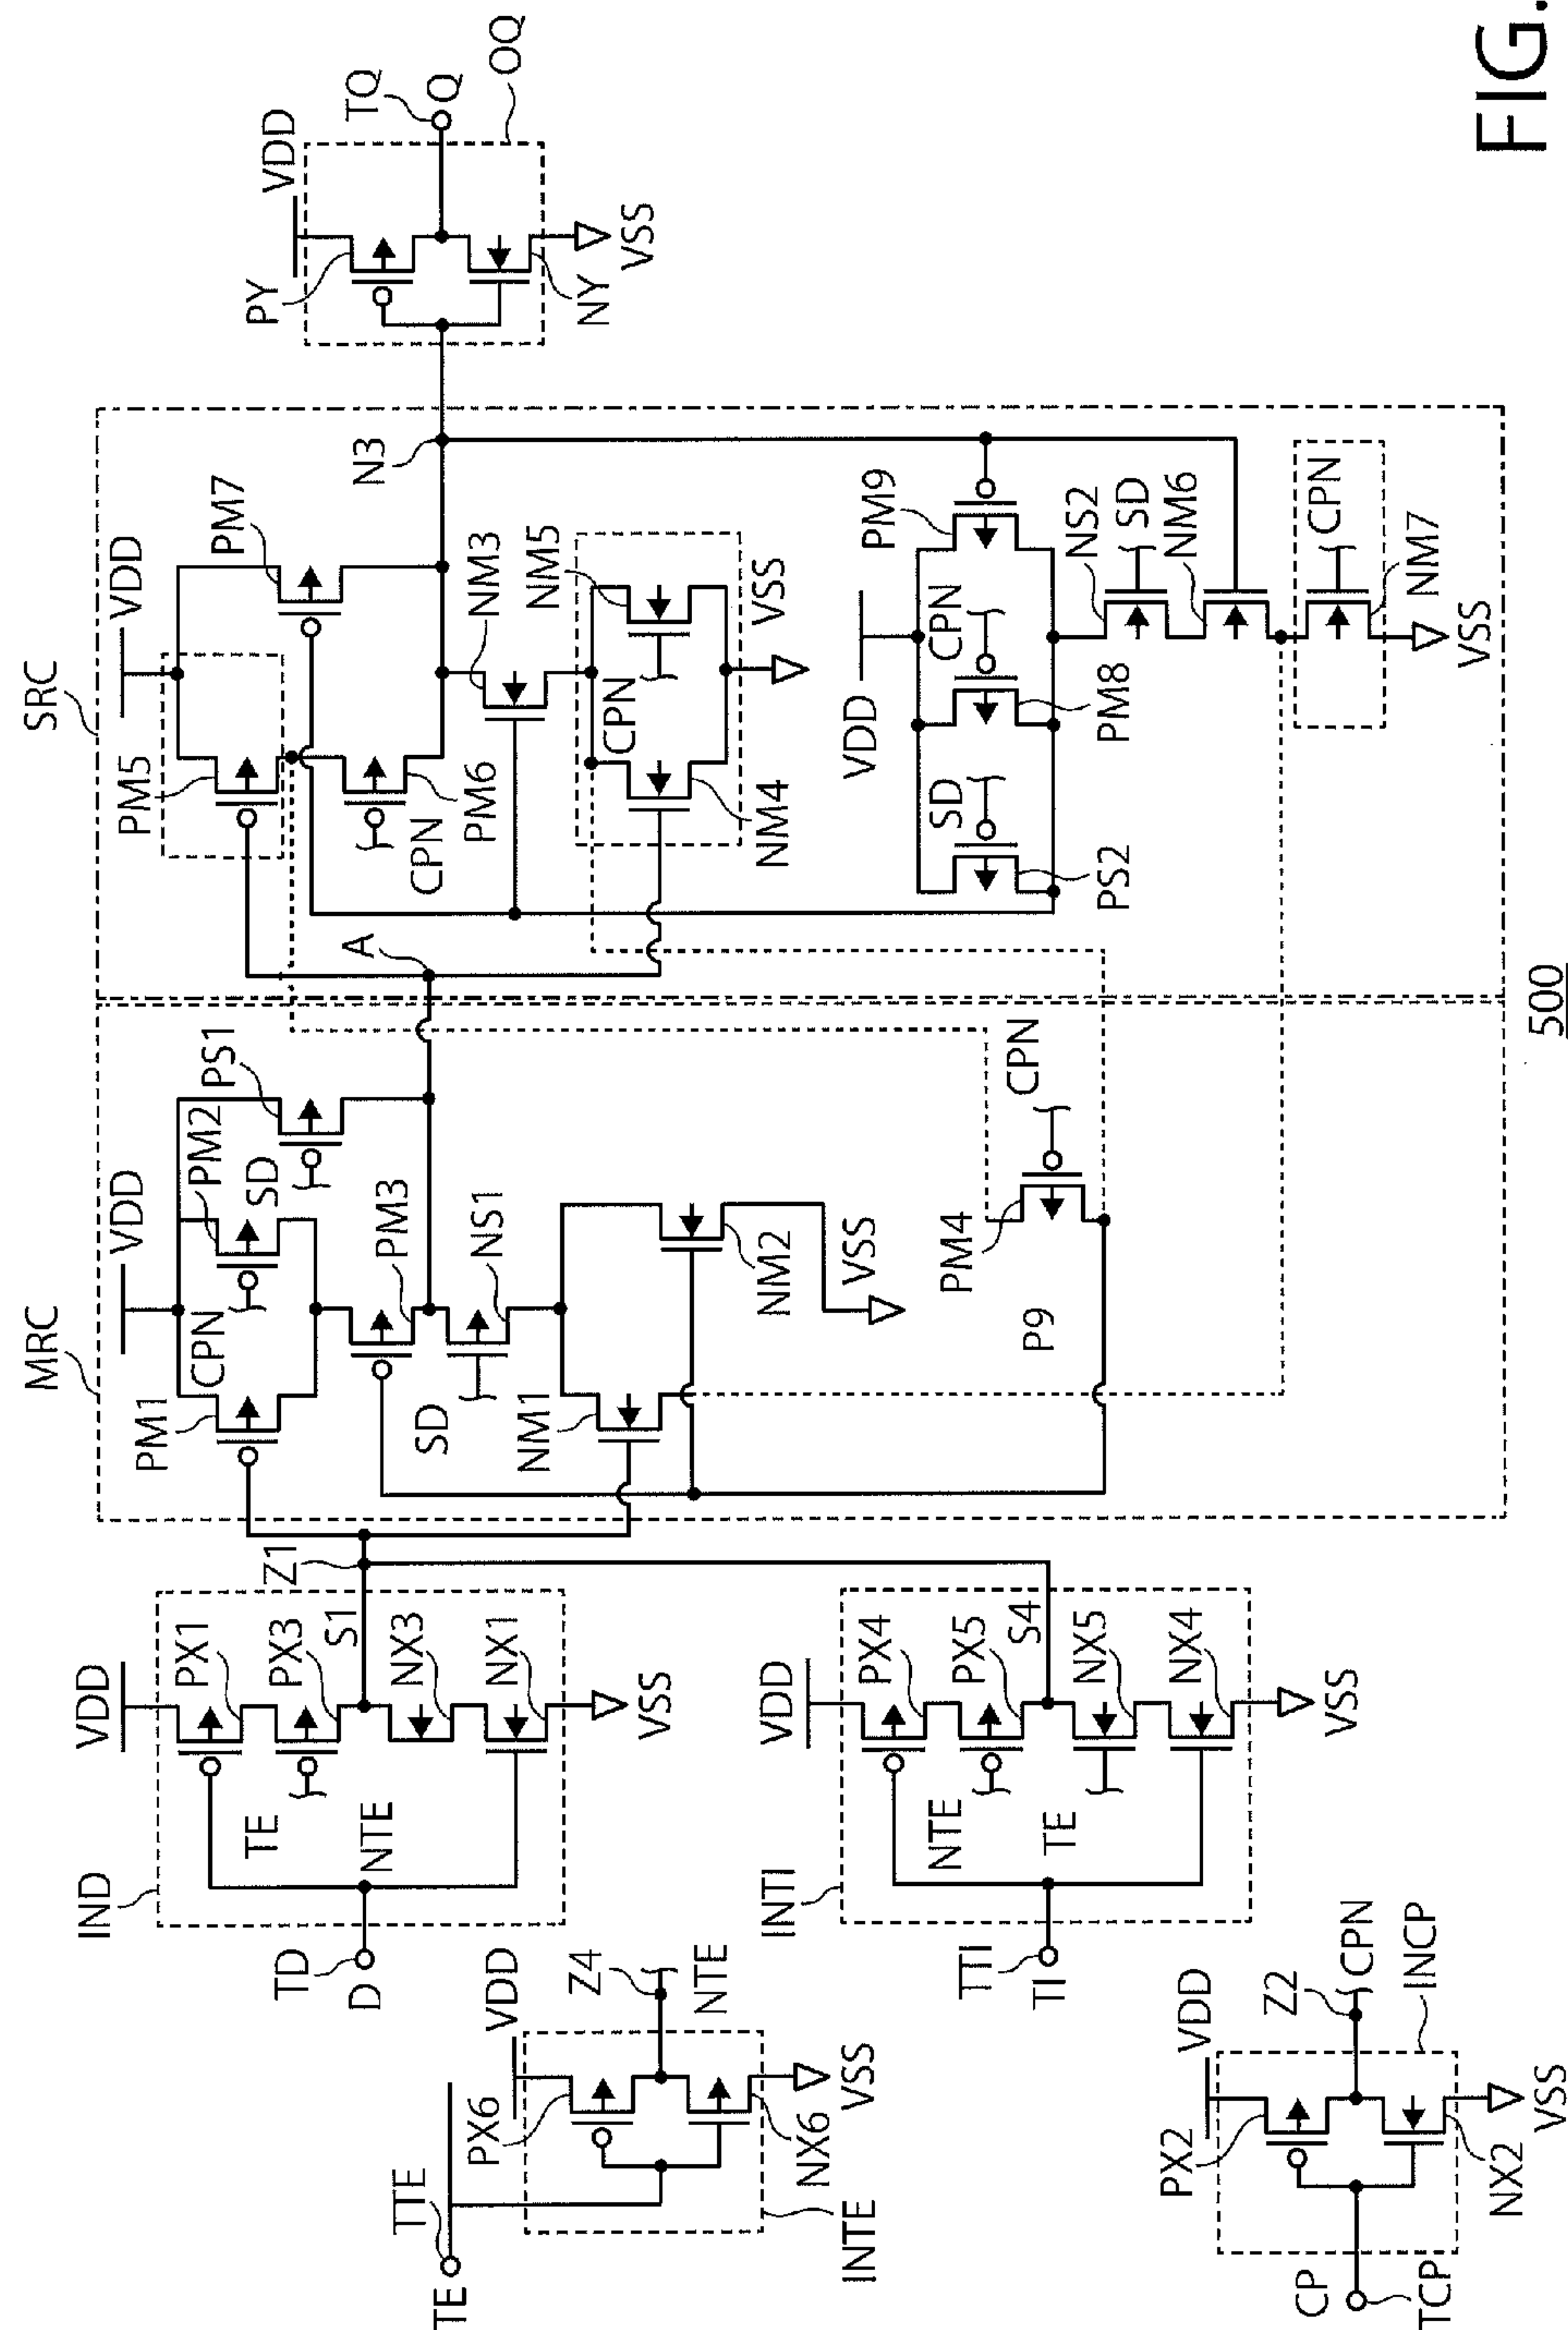 SRC
MRC
VDD
PM5
PM7
CPN
PM6
N3
NM3
NM5
CPN
NM4
VSS
A
VDD
PY
TQ
Q
OQ
NY
VSS
VDD
PM1
CPN
PM2
SD
PS1
PM3
SD
NS1
NM1
NM2
VSS
PM4
CPN
P9
VDD
SD
CPN
PM9
PS2
PM8
NS2
SD
NM6
CPN
NM7
VSS
IND
VDD
PX1
PX3
TE
S1
Z1
NTE
NX3
NX1
VSS
TD
D
INTI
VDD
PX4
NTE
PX5
S4
TE
NX5
NX4
VSS
TTI
TI
TTE
TE
VDD
PX6
Z4
NTE
NX6
VSS
INTE
VDD
PX2
Z2
CPN
INCP
CP
TCP
NX2
VSS
500
FIG.